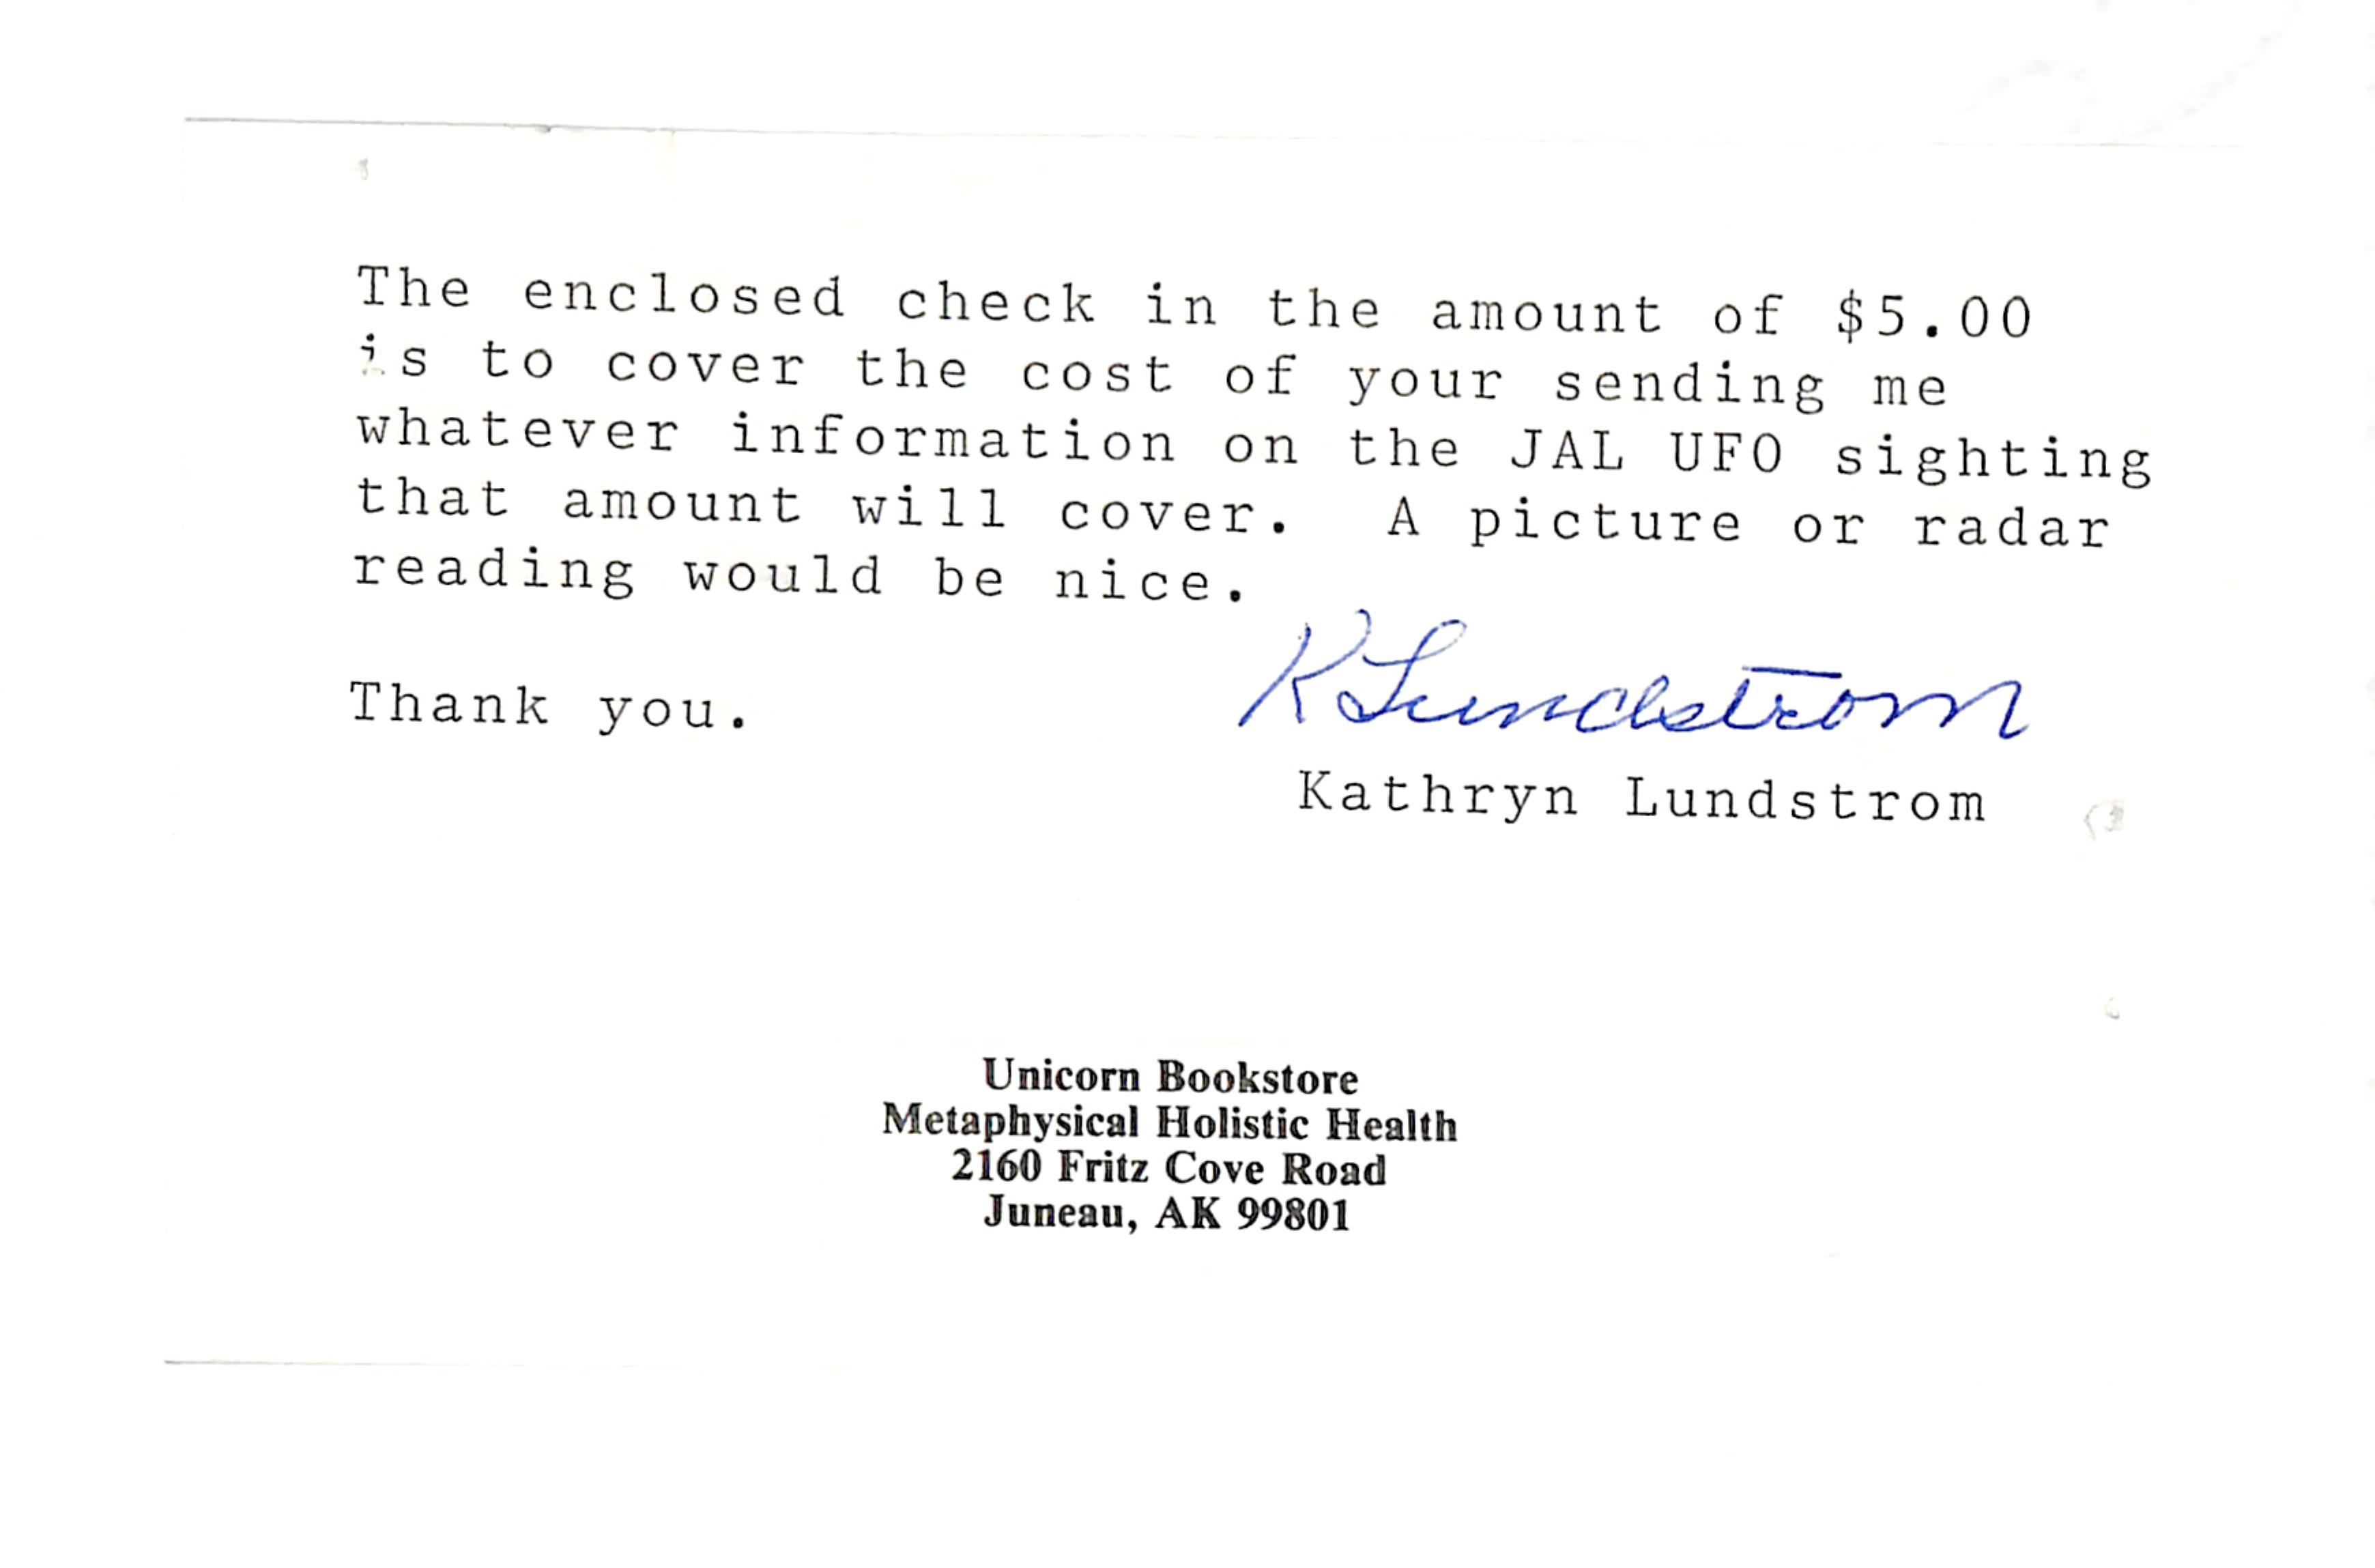 The enclosed check in the amount of $5.00
is to cover the cost of your sending me
whatever information on the JAL UFO sighting
that amount will cover.  A picture or radar
reading would be nice.
K Lundstrom
Thank you.
Kathryn Lundstrom
Unicorn Bookstore
Metaphysical Holistic Health
2160 Fritz Cove Road
Juneau, AK 99801